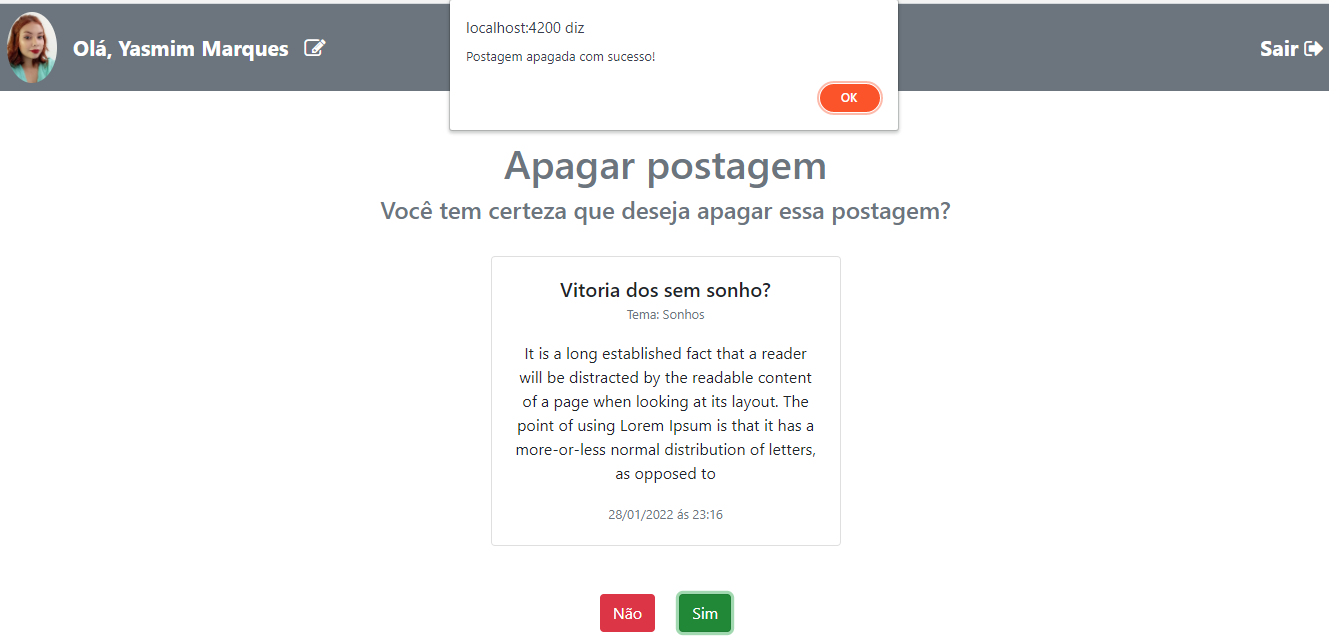 localhost:4200 diz
Postagem apagada com sucesso!
OK
Olá, Yasmim Marques
Sair
Apagar postagem
Você tem certeza que deseja apagar essa postagem?
Vitoria dos sem sonho?
Tema: Sonhos
It is a long established fact that a reader
will be distracted by the readable content
of a page when looking at its layout. The
point of using Lorem Ipsum is that it has a
more-or-less normal distribution of letters,
as opposed to
28/01/2022 ás 23:16
Não
Sim